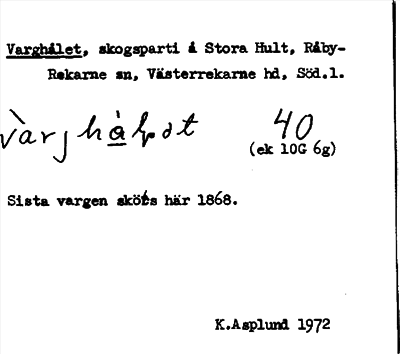 Varghålet, skogsparti å Stora Hult, Råby-
Rekarne sn, Västerrekarne hd, Söd.l.
40
(ek 10G 6g)
Sista vargen sköts här 1868.
K.Asplund 1972